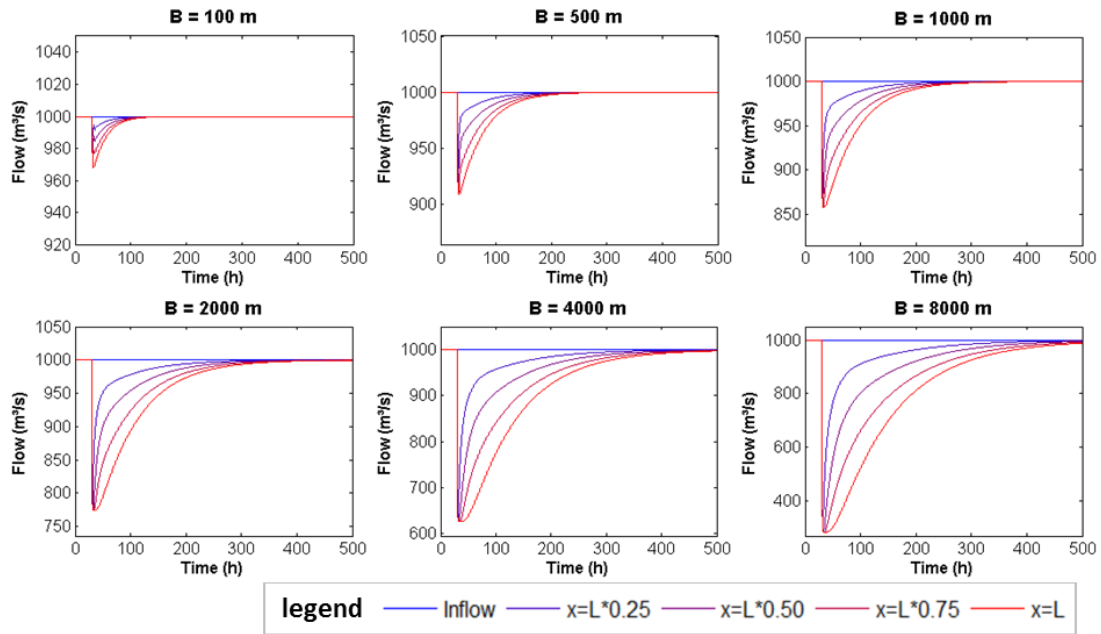 B = 100 m
1040
1020
1000
980
960
940
920
0 100 200 300 400 500
Flow (m³/s)
Time (h)
B = 500 m
1050
1000
950
900
0 100 200 300 400 500
Flow (m³/s)
Time (h)
B = 1000 m
1050
1000
950
900
850
0 100 200 300 400 500
Flow (m³/s)
Time (h)
B = 2000 m
1050
1000
950
900
850
800
750
0 100 200 300 400 500
Flow (m³/s)
Time (h)
B = 4000 m
1000
900
800
700
600
0 100 200 300 400 500
Flow (m³/s)
Time (h)
B = 8000 m
1000
800
600
400
0 100 200 300 400 500
Flow (m³/s)
Time (h)
legend Inflow x=L*0.25 x=L*0.50 x=L*0.75 x=L